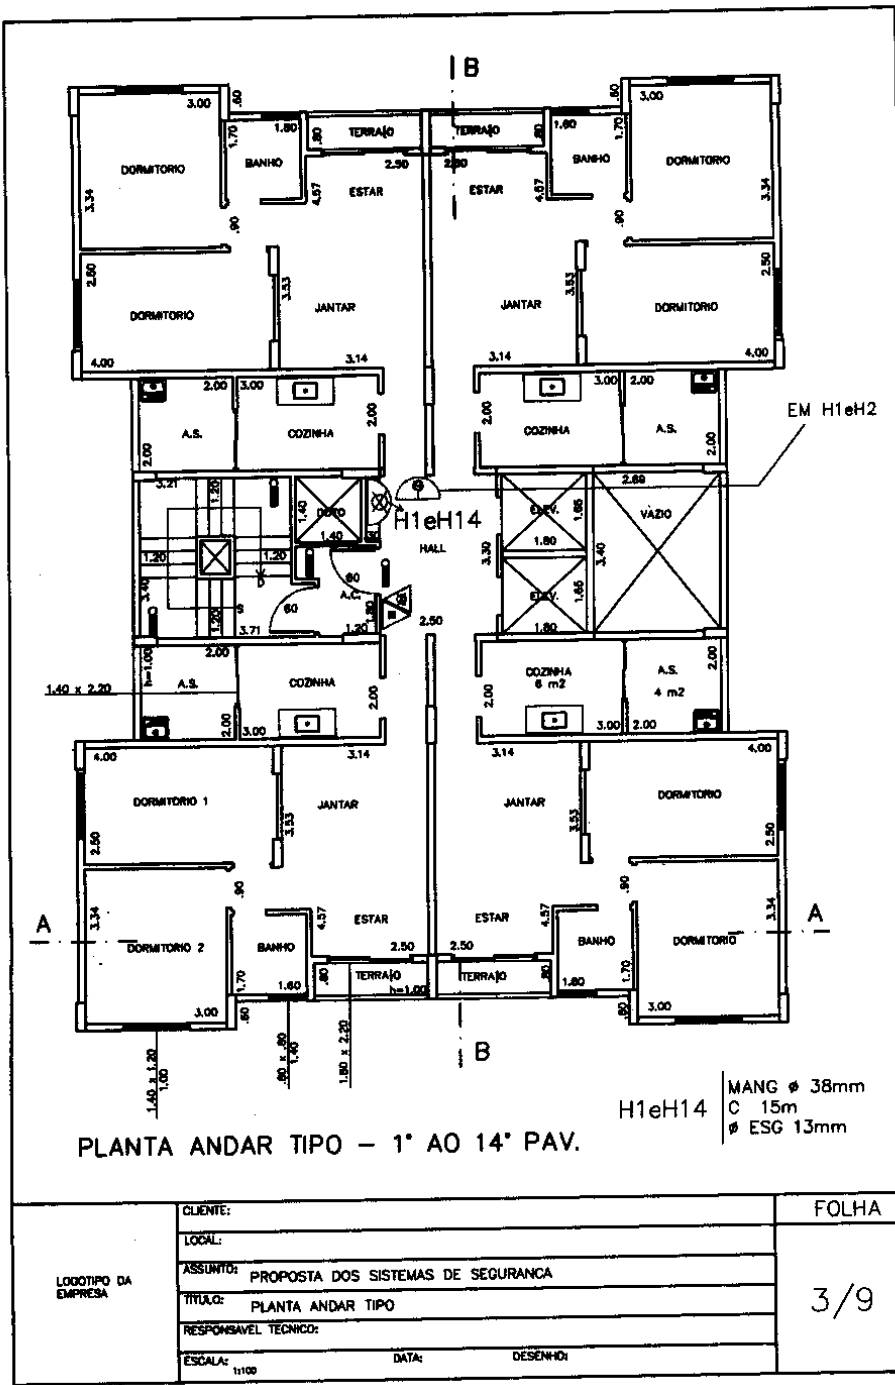 B
3.00
.60
1.70
1.60
.80
TERRAÇO
TERRAÇO
.80
1.60
1.70
.60
3.00
DORMITORIO
BANHO
4.57
ESTAR
2.50
2.50
ESTAR
4.57
BANHO
DORMITORIO
3.34
.90
.90
3.34
2.50
3.53
3.53
2.50
DORMITORIO
JANTAR
JANTAR
DORMITORIO
4.00
3.14
3.14
4.00
2.00
3.00
3.00
2.00
EM H1eH2
A.S.
COZINHA
2.00
2.00
COZINHA
A.S.
2.00
2.00
3.21
1.20
2.69
1.40
DUTO
1.40
H1eH14
ELEV.
1.65
VAZIO
1.60
HALL
3.30
3.40
1.20
1.20
60
A.C.
1.80
ELEV.
1.65
3.40
1.20
S
60
3.71
1.20
2.50
1.60
h=1.00
2.00
1.40 x 2.20
A.S.
COZINHA
2.00
2.00
COZINHA
6 m2
A.S.
4 m2
2.00
2.00
3.00
3.00
2.00
4.00
3.14
3.14
4.00
DORMITORIO 1
JANTAR
JANTAR
DORMITORIO
2.50
3.53
3.53
2.50
.90
.90
A
3.34
4.57
ESTAR
ESTAR
4.57
3.34
A
DORMITORIO 2
BANHO
2.50
2.50
BANHO
DORMITORIO
1.70
1.60
.80
TERRAÇO
h=1.00
TERRAÇO
.80
1.60
1.70
3.00
.60
.60
3.00
B
1.40 x 1.20
1.00
.80 x .80
1.40
1.80 x 2.20
H1eH14
MANG ø 38mm
C 15m
ø ESG 13mm
PLANTA ANDAR TIPO – 1° AO 14° PAV.
LOGOTIPO DA
EMPRESA
CLIENTE:
LOCAL:
ASSUNTO: PROPOSTA DOS SISTEMAS DE SEGURANCA
TITULO: PLANTA ANDAR TIPO
RESPONSAVEL TECNICO:
ESCALA: 1:100 DATA: DESENHO:
FOLHA
3/9